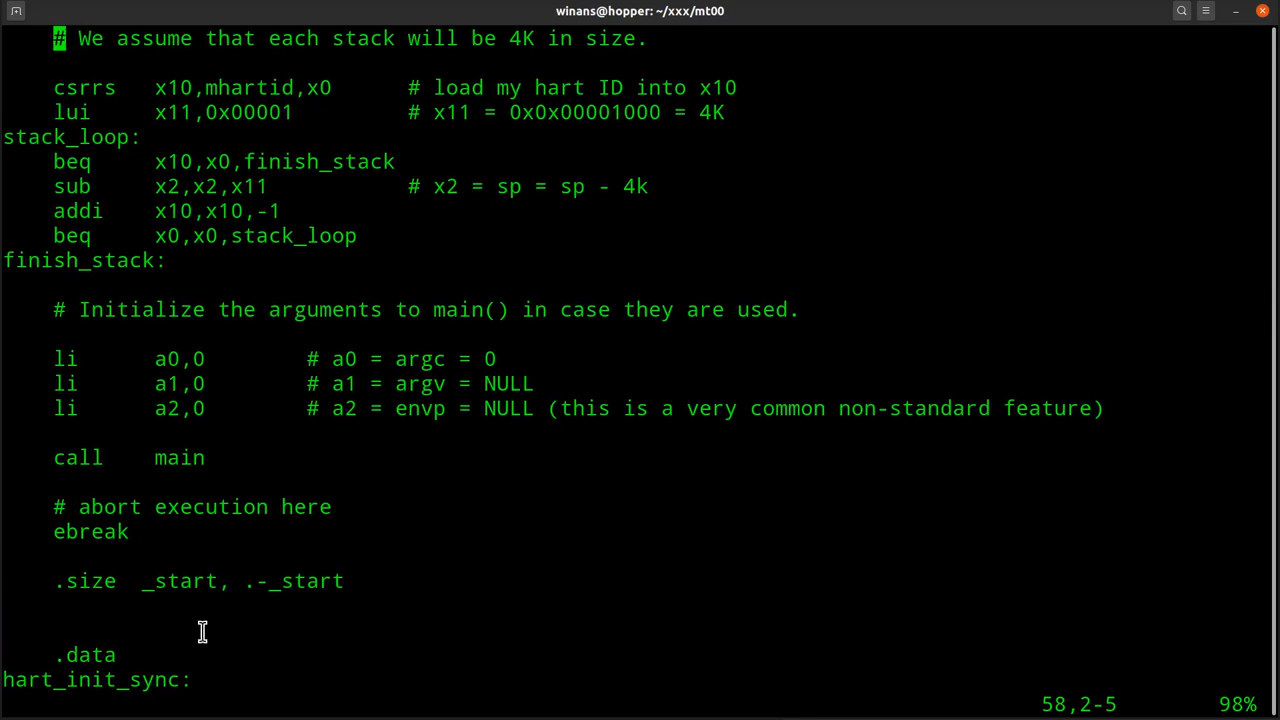 winans@hopper: ~/xxx/mt00
# We assume that each stack will be 4K in size.
csrrs x10,mhartid,x0 # load my hart ID into x10
lui x11,0x00001 # x11 = 0x0x00001000 = 4K
stack_loop:
beq x10,x0,finish_stack
sub x2,x2,x11 # x2 = sp = sp - 4k
addi x10,x10,-1
beq x0,x0,stack_loop
finish_stack:
# Initialize the arguments to main() in case they are used.
li a0,0 # a0 = argc = 0
li a1,0 # a1 = argv = NULL
li a2,0 # a2 = envp = NULL (this is a very common non-standard feature)
call main
# abort execution here
ebreak
.size _start, .-_start
.data
hart_init_sync:
58,2-5 98%